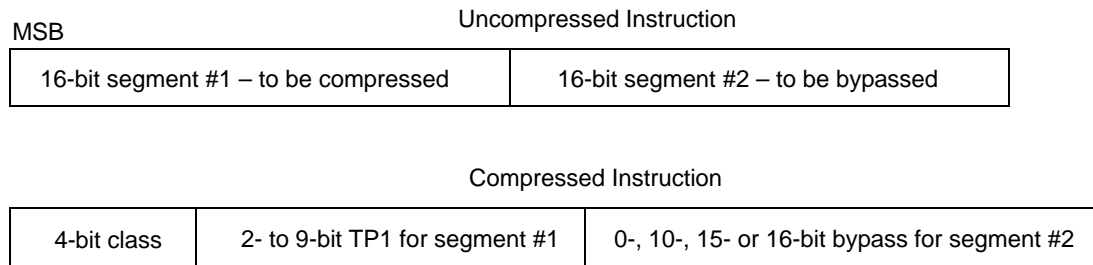 Uncompressed Instruction
MSB
16-bit segment #1 – to be compressed
16-bit segment #2 – to be bypassed
Compressed Instruction
4-bit class
2- to 9-bit TP1 for segment #1
0-, 10-, 15- or 16-bit bypass for segment #2